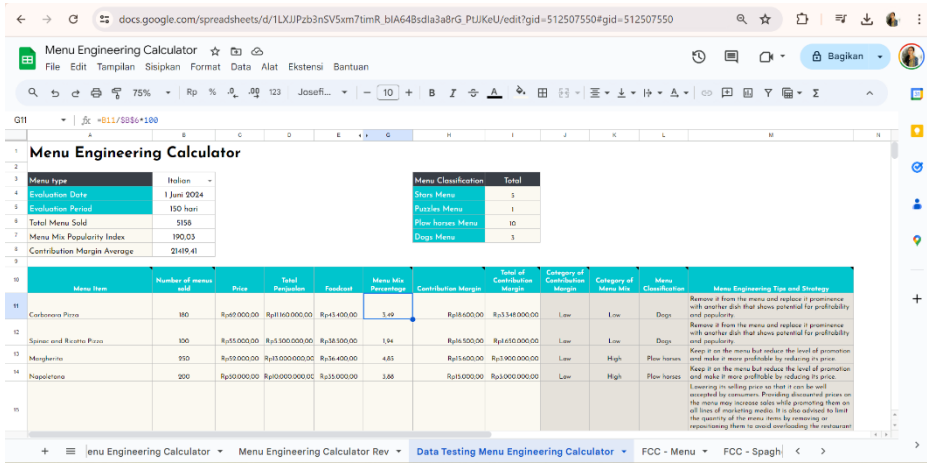 docs.google.com/spreadsheets/d/1LXJJPzb3nSV5xm7timR_bIA64Bsdla3a8rG_PtJJKeU/edit?gid=512507550#gid=512507550
Menu Engineering Calculator
File Edit Tampilan Sisipkan Format Data Alat Ekstensi Bantuan
Bagikan
75% Rp % .0 .00 123 Josefi... − 10 + B I A
G11 fx =B11/$B$6*100
A B C D E G H I J K L M N
1 Menu Engineering Calculator
2
3 Menu type Italian Menu Classification Total
4 Evaluation Date 1 Juni 2024 Stars Menu 5
5 Evaluation Period 150 hari Puzzles Menu 1
6 Total Menu Sold 5158 Plow horses Menu 10
7 Menu Mix Popularity Index 190,03 Dogs Menu 3
8 Contribution Margin Average 21419,41
9
10 Menu Item Number of menus sold Price Total Penjualan Foodcost Menu Mix Percentage Contribution Margin Total of Contribution Margin Category of Contribution Margin Category of Menu Mix Menu Classification Menu Engineering Tips and Strategy
11 Carbonara Pizza 180 Rp62.000,00 Rp11.160.000,00 Rp43.400,00 3,49 Rp18.600,00 Rp3.348.000,00 Low Low Dogs Remove it from the menu and replace it prominence
with another dish that shows potential for profitability
and popularity.
12 Spinac and Ricotta Pizza 100 Rp55.000,00 Rp5.500.000,00 Rp38.500,00 1,94 Rp16.500,00 Rp1.650.000,00 Low Low Dogs Remove it from the menu and replace it prominence
with another dish that shows potential for profitability
and popularity.
13 Margherita 250 Rp52.000,00 Rp13.000.000,00 Rp36.400,00 4,85 Rp15.600,00 Rp3.900.000,00 Low High Plow horses Keep it on the menu but reduce the level of promotion
and make it more profitable by reducing its price.
14 Napoletana 200 Rp50.000,00 Rp10.000.000,00 Rp35.000,00 3,88 Rp15.000,00 Rp3.000.000,00 Low High Plow horses Keep it on the menu but reduce the level of promotion
and make it more profitable by reducing its price.
15 Lowering its selling price so that it can be well
accepted by consumers. Providing discounted prices on
the menu may increase sales while promoting them on
all lines of marketing media. It is also advised to limit
the quantity of the menu items by removing or
repositioning them to avoid overloading the restaurant
enu Engineering Calculator Menu Engineering Calculator Rev Data Testing Menu Engineering Calculator FCC - Menu FCC - Spagh